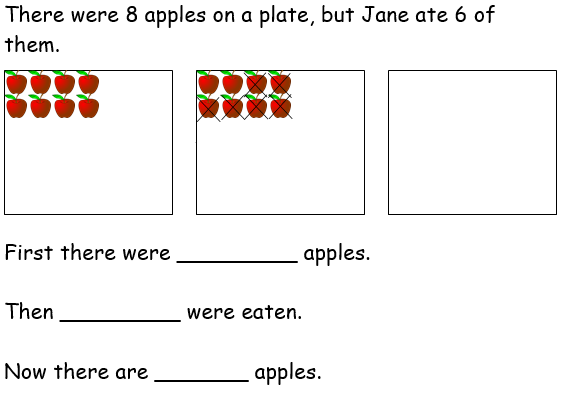 There were 8 apples on a plate, but Jane ate 6 of
them.
First there were __________ apples.
Then __________ were eaten.
Now there are ________ apples.